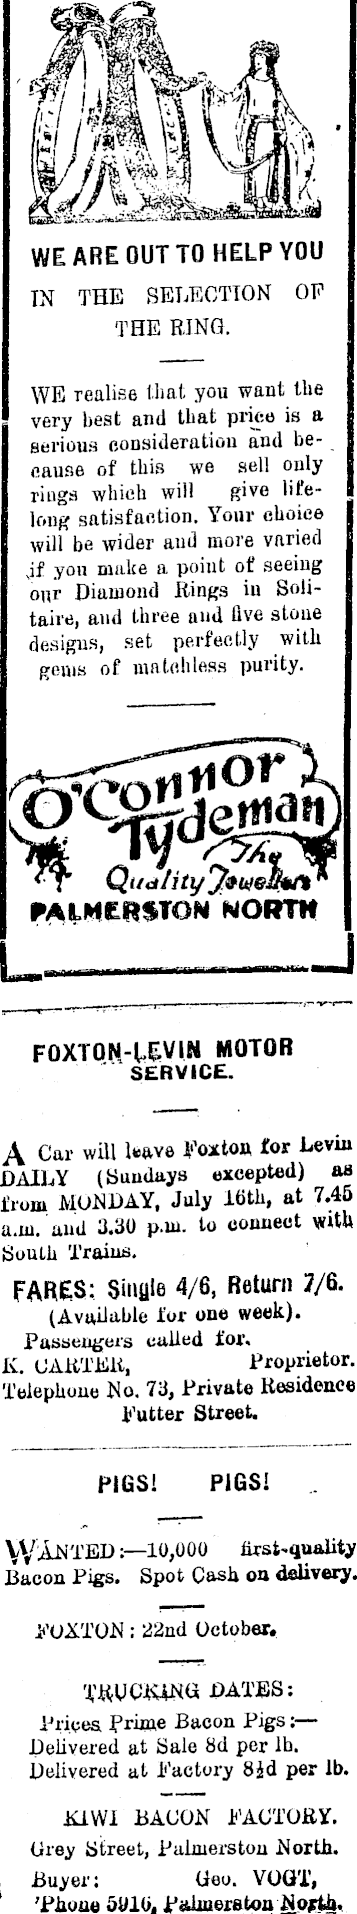 WE ARE OUT TO HELP YOU
IN THE SELECTION OF
THE RING.
WE realise that you want the
very best and that price is a
serious consideration and be-
cause of this we sell only
rings which will give life-
long satisfaction. Your choice
will be wider and more varied
if you make a point of seeing
our Diamond Rings in Soli-
taire, and three and five stone
designs, set perfectly with
gems of matchless purity.
O'Connor
Tydeman
The
Quality Jewellers
PALMERSTON NORTH
FOXTON-LEVIN MOTOR
SERVICE.
A Car will leave Foxton for Levin
DAILY (Sundays excepted) as
from MONDAY, July 16th, at 7.45
a.m. and 3.30 p.m. to connect with
South Trains.
FARES: Single 4/6, Return 7/6.
(Available for one week).
Passengers called for.
K. CARTER, Proprietor.
Telephone No. 73, Private Residence
Futter Street.
PIGS! PIGS!
WANTED:—10,000 first-quality
Bacon Pigs. Spot Cash on delivery.
FOXTON: 22nd October.
TRUCKING DATES:
Prices Prime Bacon Pigs:—
Delivered at Sale 8d per lb.
Delivered at Factory 8½d per lb.
KIWI BACON FACTORY.
Grey Street, Palmerston North.
Buyer: Geo. VOGT,
'Phone 5916, Palmerston North.